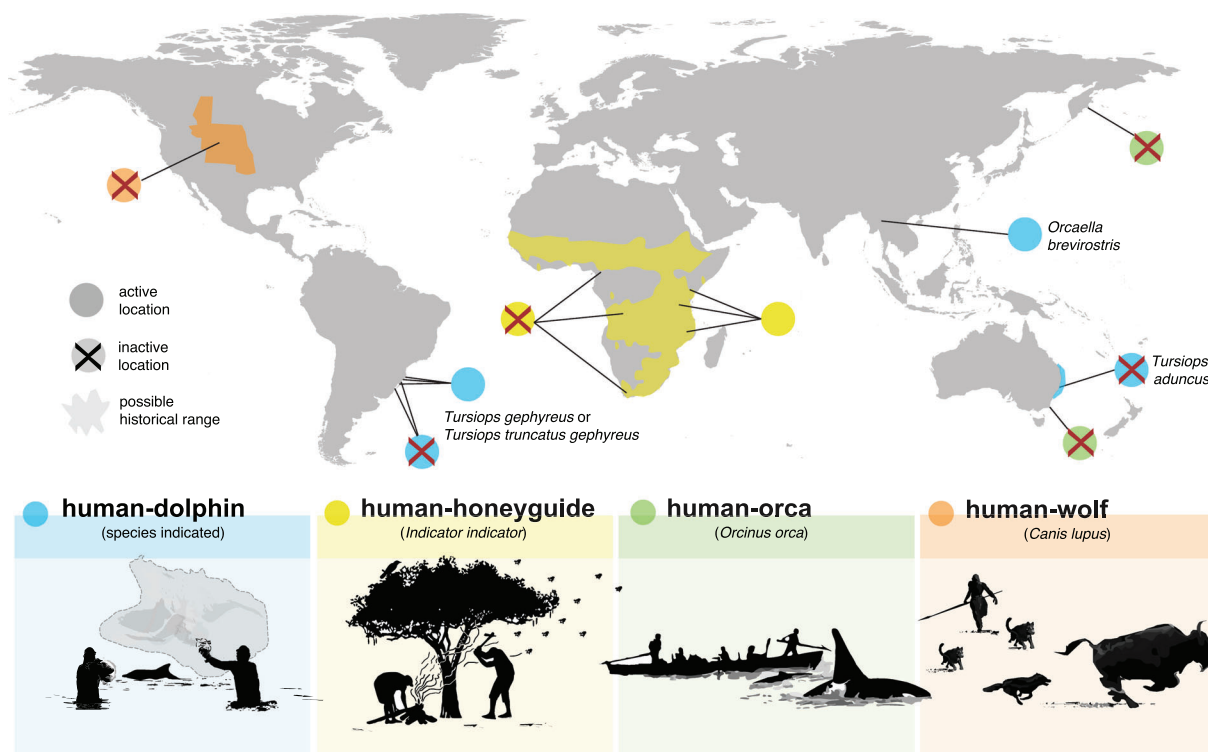 Orcaella
brevirostris
active
location
inactive
location
possible
historical range
Tursiops
aduncus
Tursiops gephyreus or
Tursiops truncatus gephyreus
human-dolphin
(species indicated)
human-honeyguide
(Indicator indicator)
human-orca
(Orcinus orca)
human-wolf
(Canis lupus)